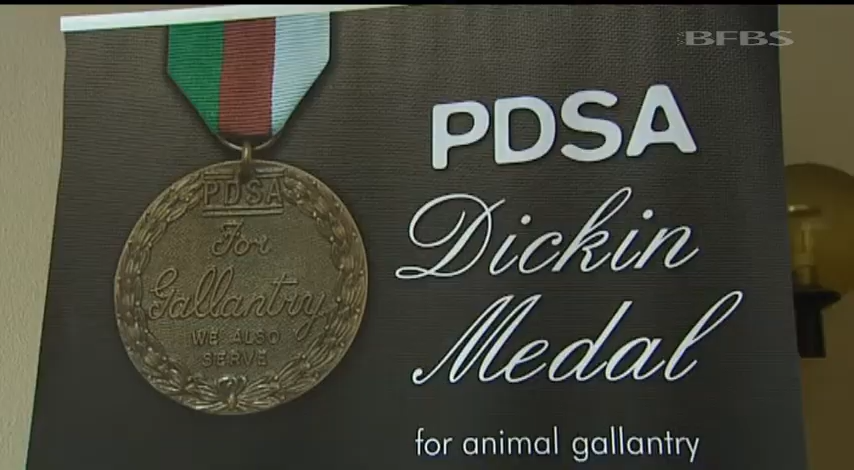 BFBS
PDSA
Dickin
Medal
for animal gallantry
PDSA
For
Gallantry
WE ALSO
SERVE